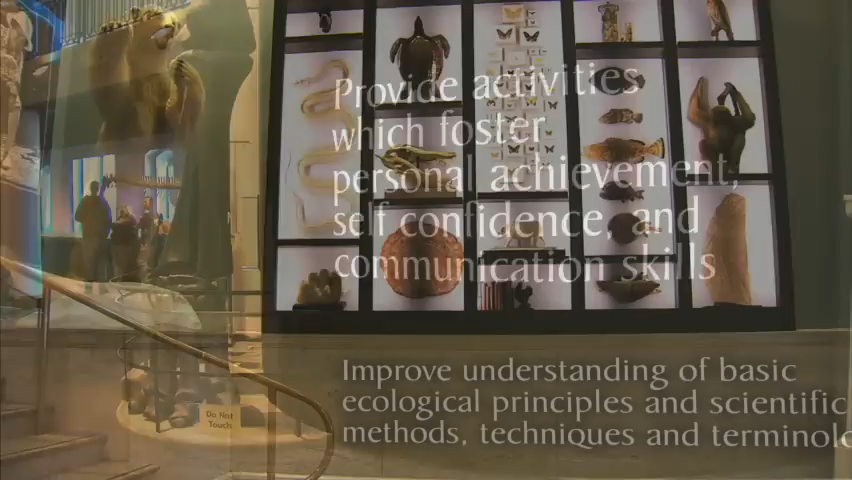 Provide activities
which foster
personal achievement,
self confidence, and
communication skills
Improve understanding of basic
ecological principles and scientific
methods, techniques and terminolo
Do Not
Touch